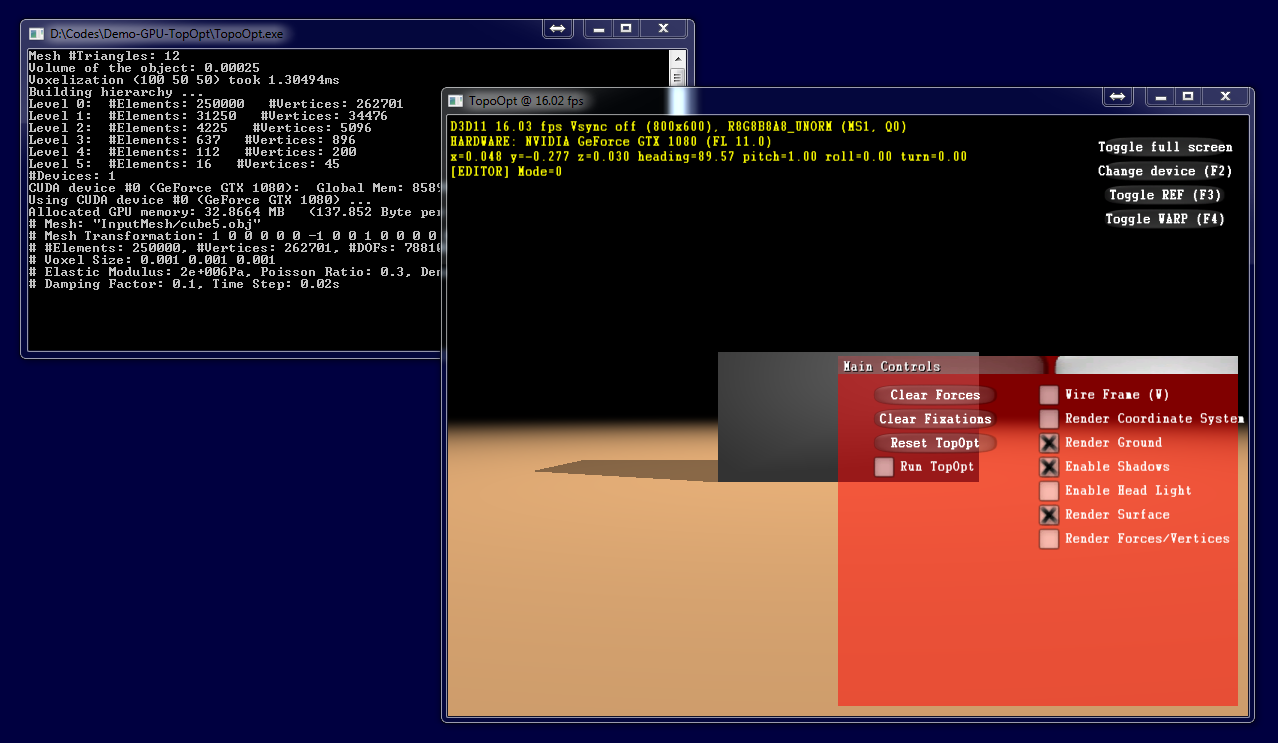 D:\Codes\Demo-GPU-TopOpt\TopoOpt.exe
Mesh #Triangles: 12
Volume of the object: 0.00025
Voxelization (100 50 50) took 1.30494ms
Building hierarchy ...
Level 0:  #Elements: 250000   #Vertices: 262701
Level 1:  #Elements: 31250   #Vertices: 34476
Level 2:  #Elements: 4225   #Vertices: 5096
Level 3:  #Elements: 637   #Vertices: 896
Level 4:  #Elements: 112   #Vertices: 200
Level 5:  #Elements: 16   #Vertices: 45
#Devices: 1
CUDA device #0 (GeForce GTX 1080):  Global Mem: 8589
Using CUDA device #0 (GeForce GTX 1080) ...
Allocated GPU memory: 32.8664 MB   (137.852 Byte per
# Mesh: "InputMesh/cube5.obj"
# Mesh Transformation: 1 0 0 0 0 0 -1 0 0 1 0 0 0 0
# #Elements: 250000, #Vertices: 262701, #DOFs: 78810
# Voxel Size: 0.001 0.001 0.001
# Elastic Modulus: 2e+006Pa, Poisson Ratio: 0.3, Den
# Damping Factor: 0.1, Time Step: 0.02s
TopoOpt @ 16.02 fps
D3D11 16.03 fps Vsync off (800x600), R8G8B8A8_UNORM (MS1, Q0)
HARDWARE: NVIDIA GeForce GTX 1080 (FL 11.0)
x=0.048 y=-0.277 z=0.030 heading=89.57 pitch=1.00 roll=0.00 turn=0.00
[EDITOR] Mode=0
Toggle full screen
Change device (F2)
Toggle REF (F3)
Toggle WARP (F4)
Main Controls
Clear Forces
Clear Fixations
Reset TopOpt
Run TopOpt
Wire Frame (W)
Render Coordinate System
Render Ground
Enable Shadows
Enable Head Light
Render Surface
Render Forces/Vertices